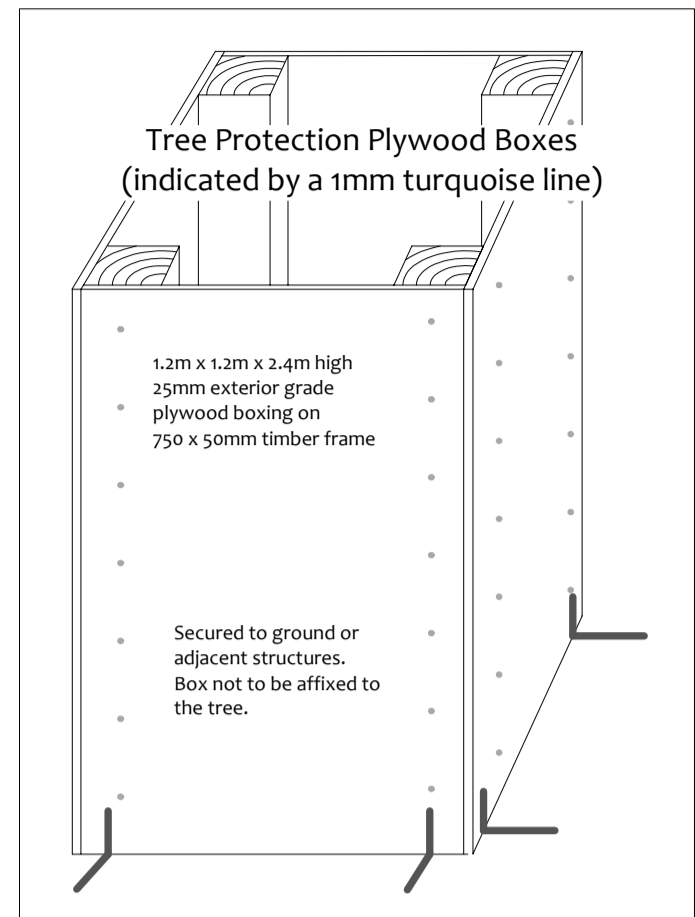 Tree Protection Plywood Boxes
(indicated by a 1mm turquoise line)
1.2m x 1.2m x 2.4m high
25mm exterior grade
plywood boxing on
750 x 50mm timber frame
Secured to ground or
adjacent structures.
Box not to be affixed to
the tree.